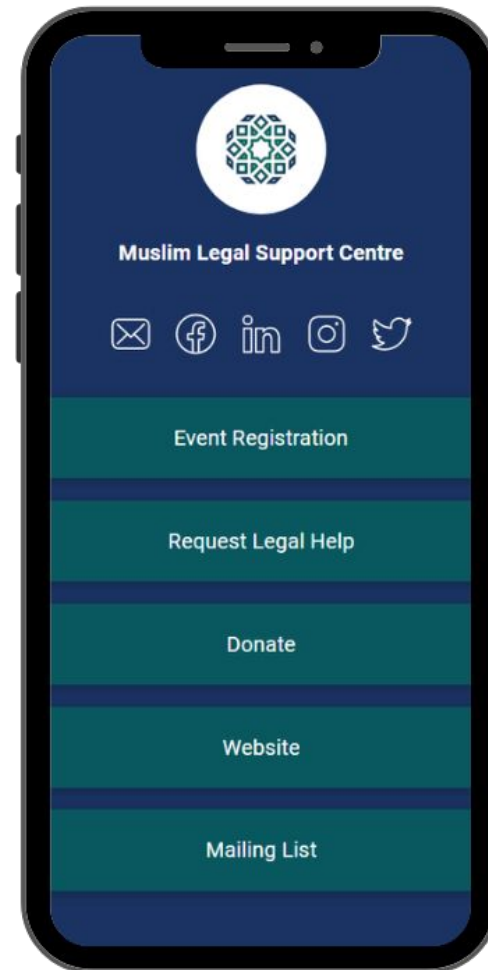 Muslim Legal Support Centre
Event Registration
Request Legal Help
Donate
Website
Mailing List